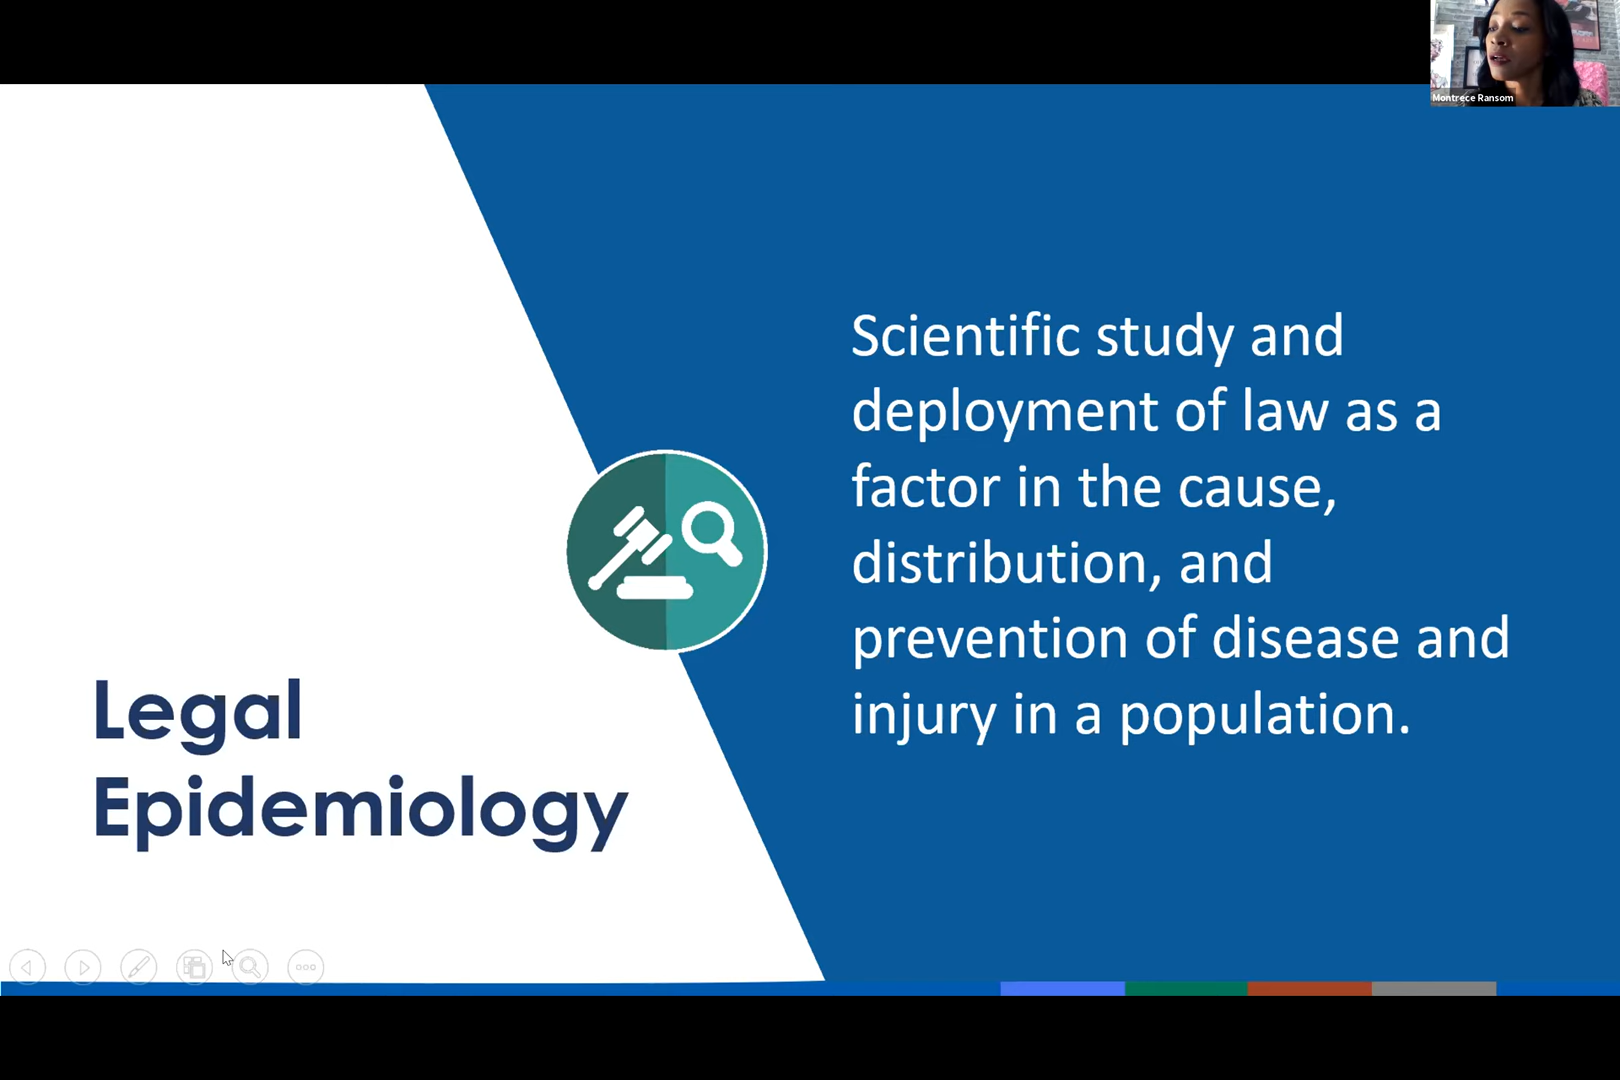 Montrece Ransom
Scientific study and
deployment of law as a
factor in the cause,
distribution, and
prevention of disease and
injury in a population.
Legal
Epidemiology